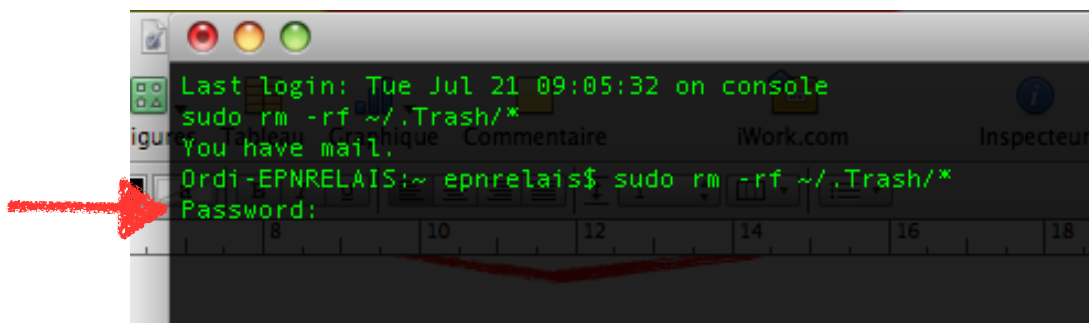 Last login: Tue Jul 21 09:05:32 on console
sudo rm -rf ~/.Trash/*
igures Tableau Graphique Commentaire iWork.com Inspecteur
You have mail.
Ordi-EPNRELAIS:~ epnrelais$ sudo rm -rf ~/.Trash/*
Password:
8 10 12 14 16 18